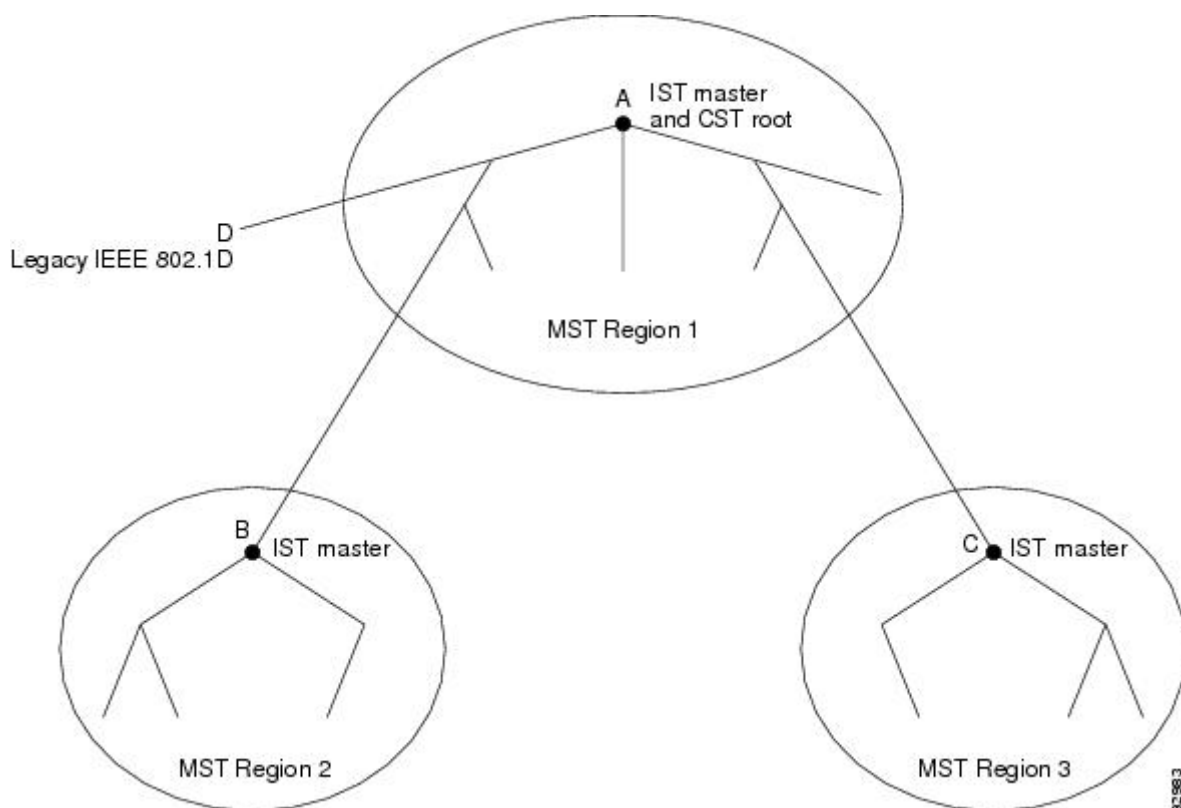 A
IST master
and CST root
D
Legacy IEEE 802.1D
MST Region 1
B
IST master
C
IST master
MST Region 2
MST Region 3